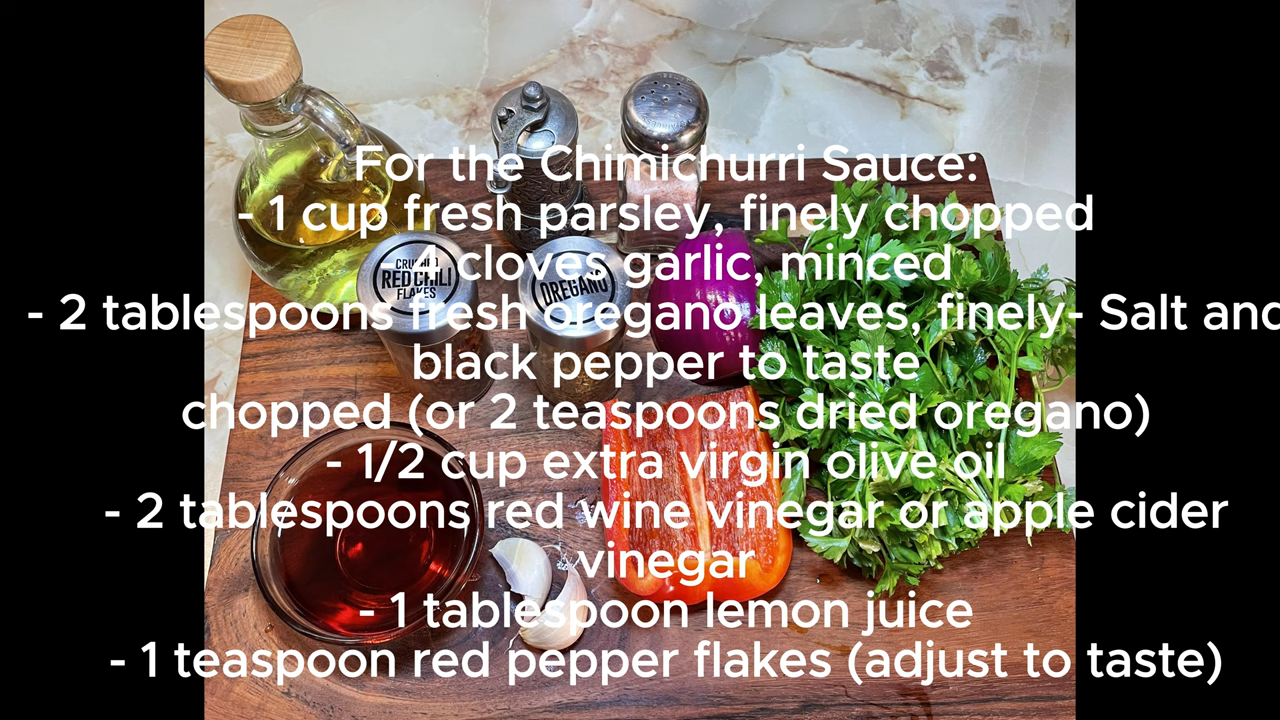 For the Chimichurri Sauce:
- 1 cup fresh parsley, finely chopped
- 4 cloves garlic, minced
- 2 tablespoons fresh oregano leaves, finely- Salt and
black pepper to taste
chopped (or 2 teaspoons dried oregano)
- 1/2 cup extra virgin olive oil
- 2 tablespoons red wine vinegar or apple cider
vinegar
- 1 tablespoon lemon juice
- 1 teaspoon red pepper flakes (adjust to taste)
CRUSHED
RED CHILI
FLAKES
OREGANO